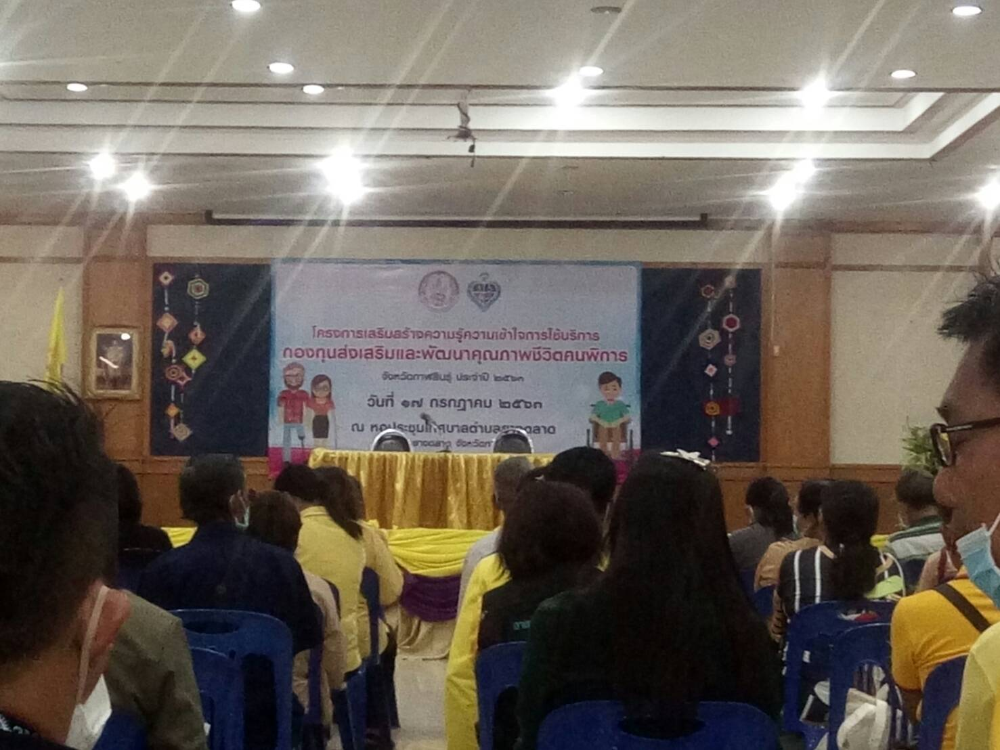 โครงการเสริมสร้างความรู้ความเข้าใจการใช้บริการ
กองทุนส่งเสริมและพัฒนาคุณภาพชีวิตคนพิการ
จังหวัดกาฬสินธุ์ ประจำปี ๒๕๖๓
วันที่ ๑๗ กรกฎาคม ๒๕๖๓
ณ หอประชุมเทศบาลตำบลยางตลาด
ยางตลาด จังหวัด